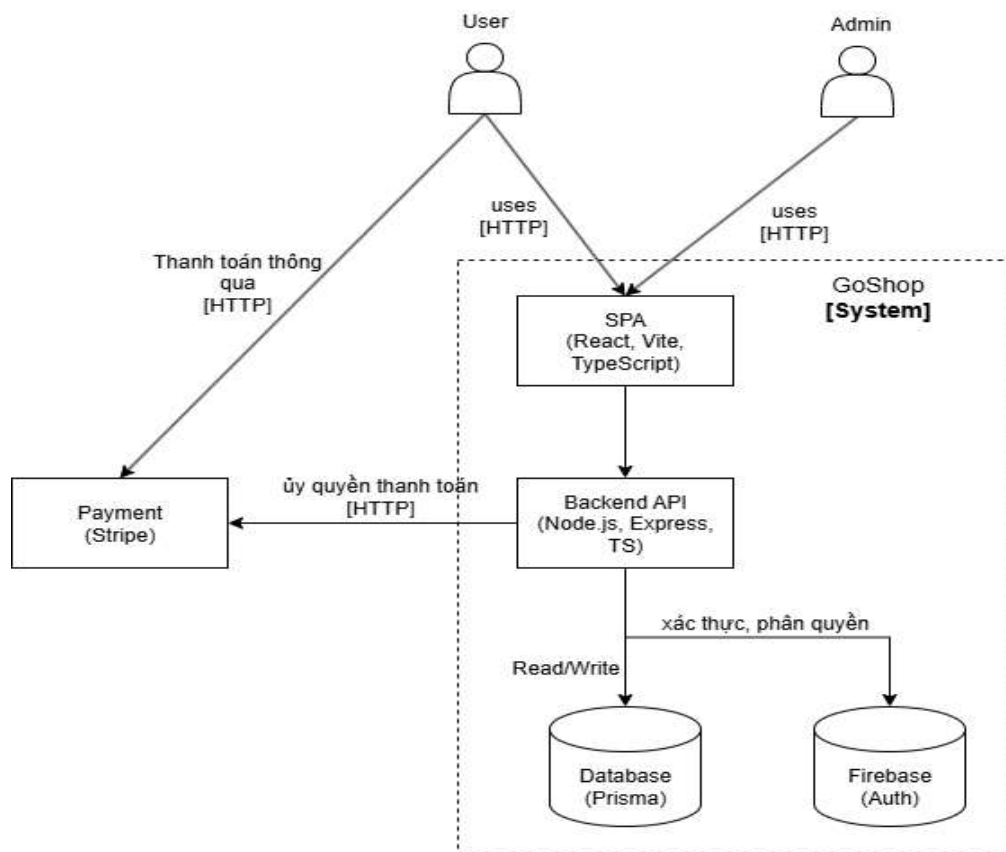 User
Admin
uses
[HTTP]
uses
[HTTP]
Thanh toán thông
qua
[HTTP]
GoShop
[System]
SPA
(React, Vite,
TypeScript)
ủy quyền thanh toán
[HTTP]
Payment
(Stripe)
Backend API
(Node.js, Express,
TS)
xác thực, phân quyền
Read/Write
Database
(Prisma)
Firebase
(Auth)